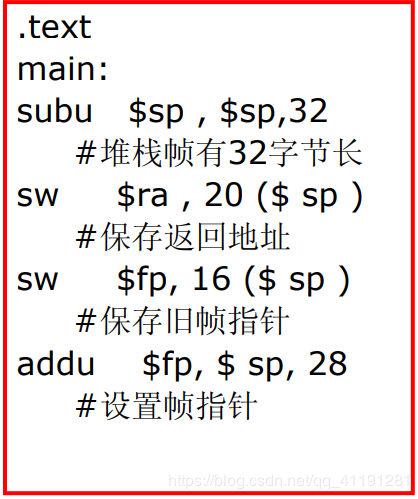 .text
main:
subu $sp , $sp,32
#堆栈帧有32字节长
sw $ra , 20 ($ sp )
#保存返回地址
sw $fp, 16 ($ sp )
#保存旧帧指针
addu $fp, $ sp, 28
#设置帧指针
https://blog.csdn.net/qq_41191281